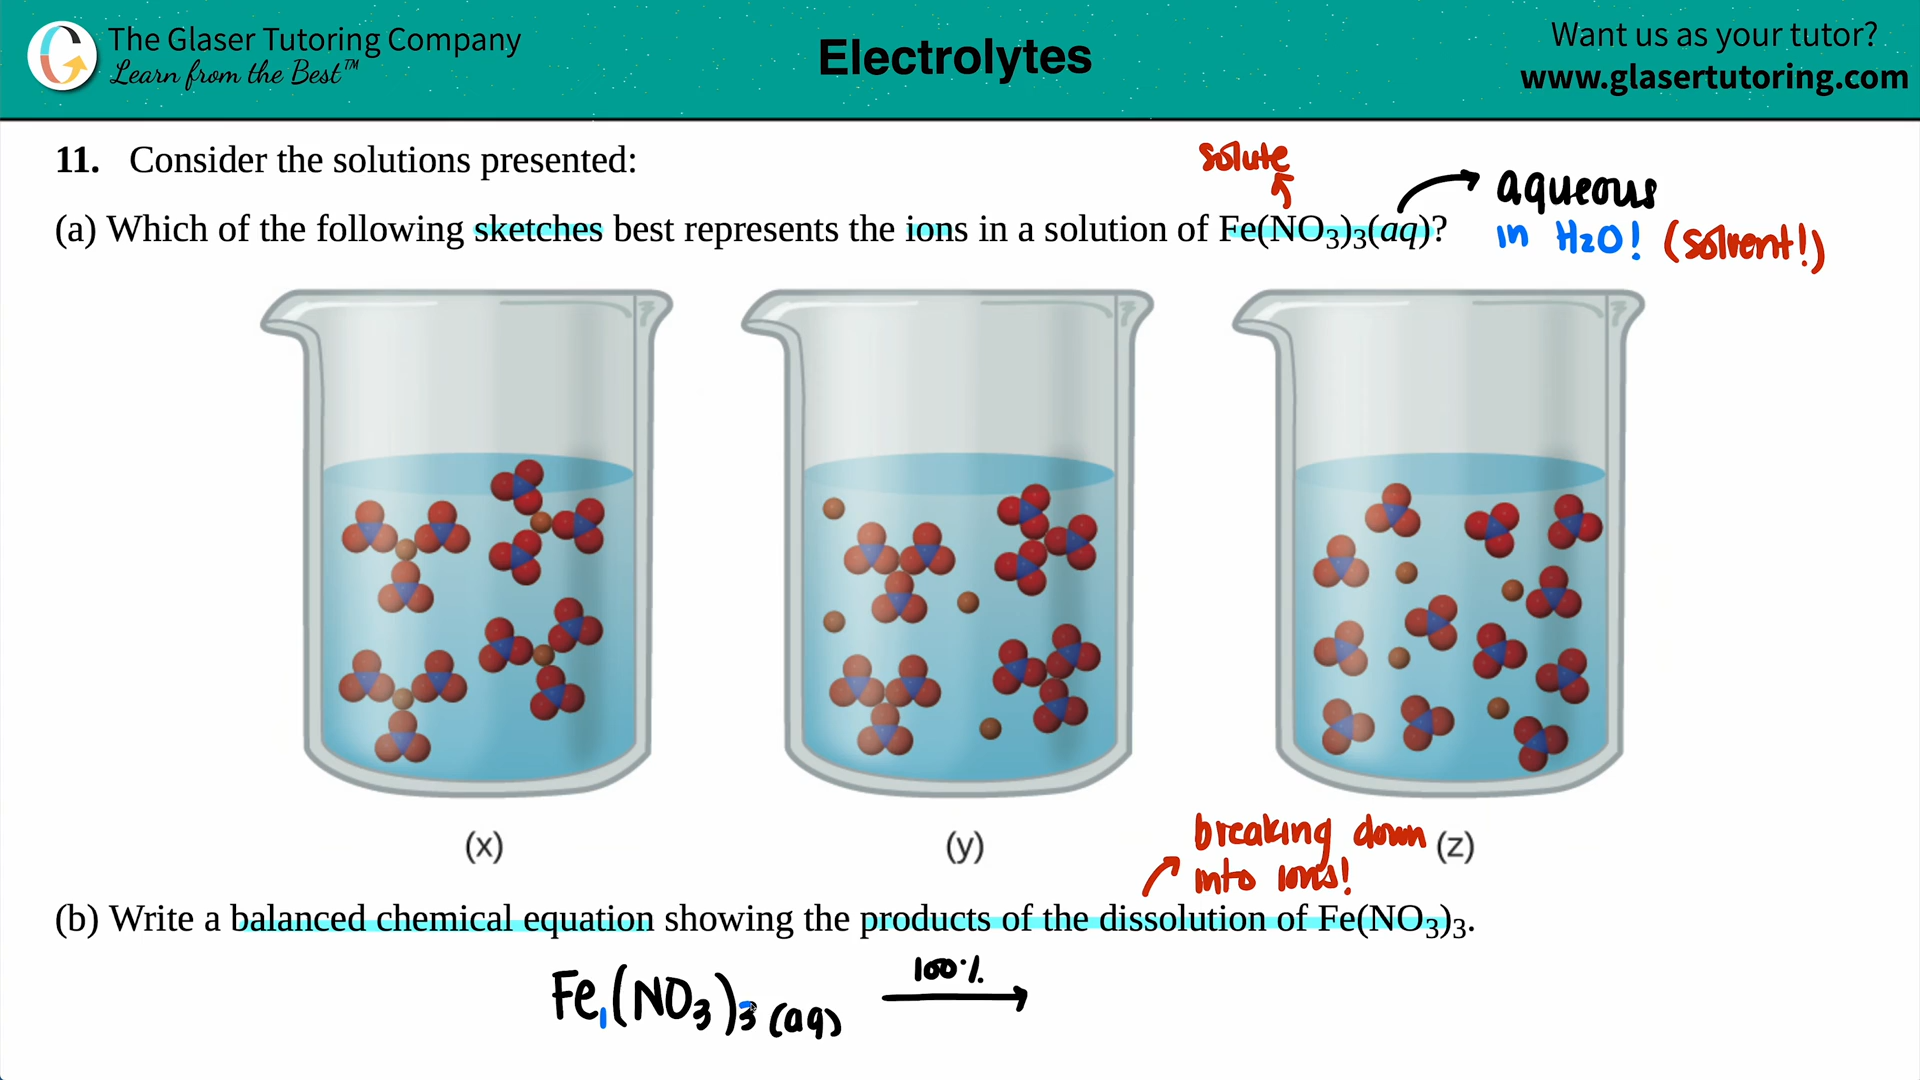 The Glaser Tutoring Company
Learn from the Best™
Electrolytes
Want us as your tutor?
www.glasertutoring.com
11. Consider the solutions presented:
solute
(a) Which of the following sketches best represents the ions in a solution of Fe(NO₃)₃(aq)?
aqueous
in H₂O! (solvent!)
(x)
(y)
(z)
breaking down
into ions!
(b) Write a balanced chemical equation showing the products of the dissolution of Fe(NO₃)₃.
Fe₁(NO₃)₃(aq) 100%